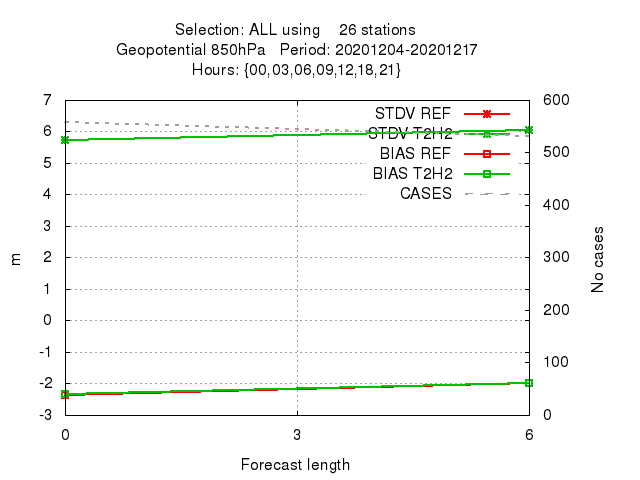 Selection: ALL using 26 stations
Geopotential 850hPa Period: 20201204-20201217
Hours: {00,03,06,09,12,18,21}
7
6
5
4
3
2
1
0
-1
-2
-3
m
STDV REF
STDV T2H2
BIAS REF
BIAS T2H2
CASES
600
500
400
300
200
100
0
No cases
0 3 6
Forecast length